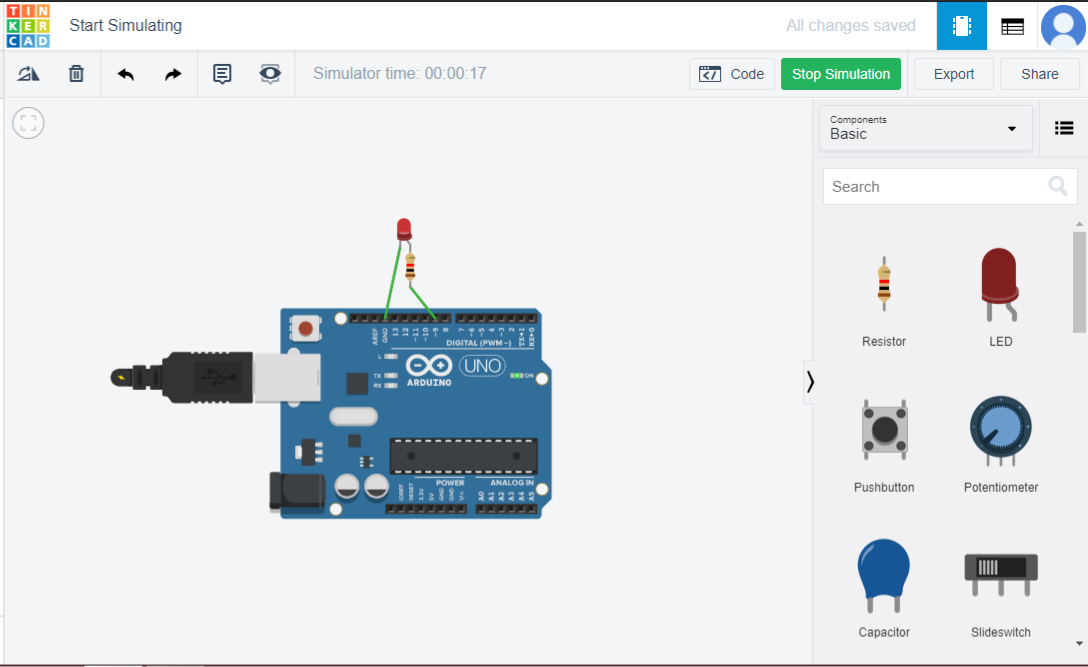 TIN
KER
CAD
Start Simulating
All changes saved
Simulator time: 00:00:17
Code
Stop Simulation
Export
Share
Components
Basic
Search
Resistor
LED
Pushbutton
Potentiometer
Capacitor
Slideswitch
AREF
GND
13
12
~11
~10
~9
8
7
~6
~5
4
~3
2
TX→1
RX←0
DIGITAL (PWM~)
L
TX
RX
ARDUINO
UNO
ON
POWER
ANALOG IN
IOREF
RESET
3.3V
5V
GND
GND
Vin
A0
A1
A2
A3
A4
A5